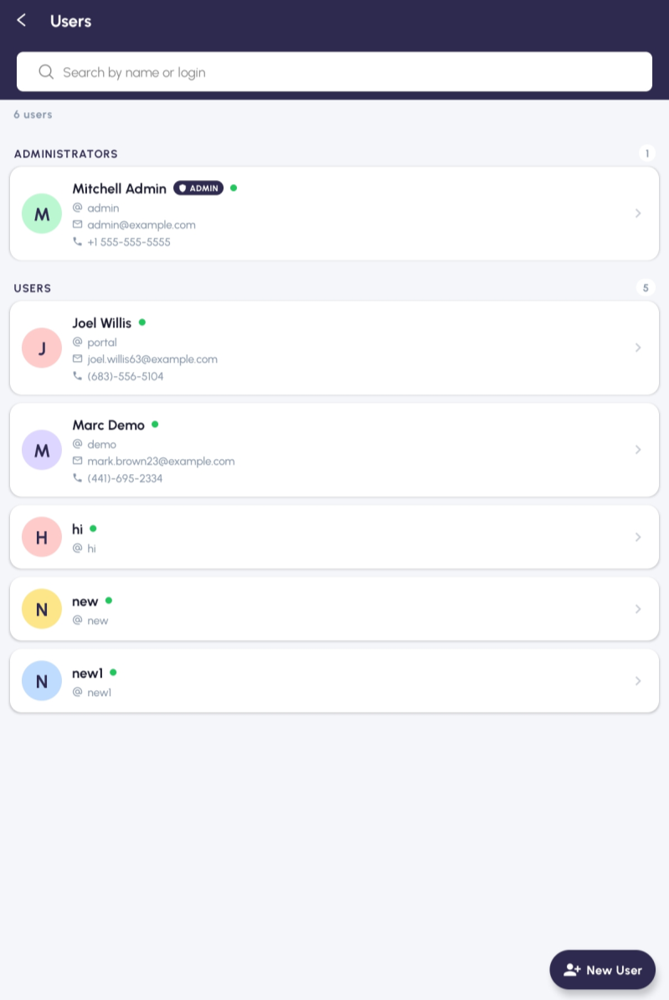 Users
Search by name or login
6 users
ADMINISTRATORS 1
M
Mitchell Admin ADMIN
@ admin
admin@example.com
+1 555-555-5555
USERS 5
J
Joel Willis
@ portal
joel.willis63@example.com
(683)-556-5104
M
Marc Demo
@ demo
mark.brown23@example.com
(441)-695-2334
H
hi
@ hi
N
new
@ new
N
new1
@ new1
New User